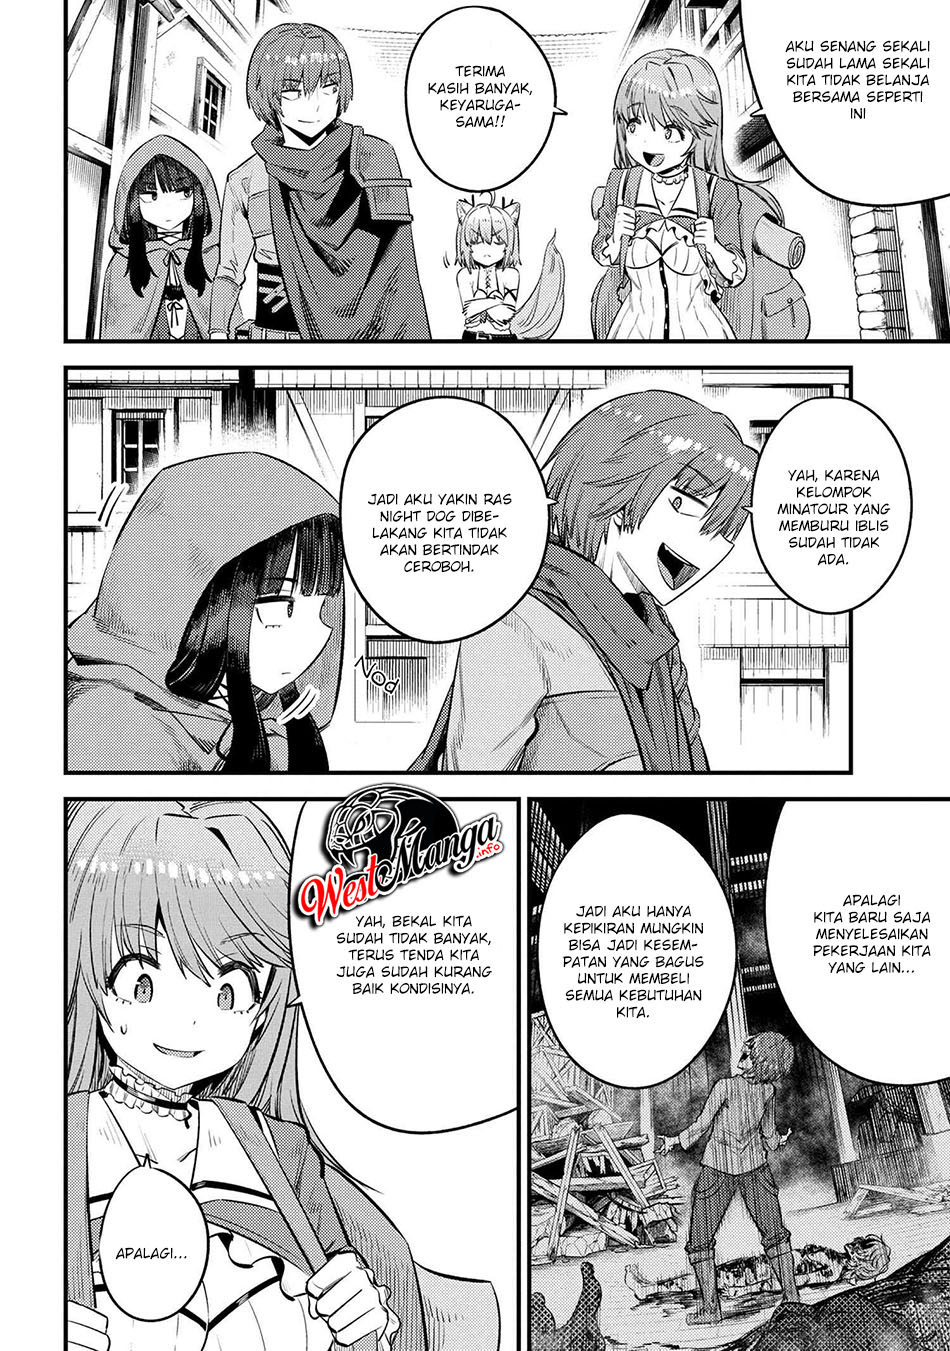 AKU SENANG SEKALI
SUDAH LAMA SEKALI
KITA TIDAK BELANJA
BERSAMA SEPERTI
INI
TERIMA
KASIH BANYAK,
KEYARUGA-
SAMA!!
YAH, KARENA
KELOMPOK
MINATOUR YANG
MEMBURU IBLIS
SUDAH TIDAK
ADA.
JADI AKU YAKIN RAS
NIGHT DOG DIBE-
LAKANG KITA TIDAK
AKAN BERTINDAK
CEROBOH.
NOD
APALAGI
KITA BARU SAJA
MENYELESAIKAN
PEKERJAAN KITA
YANG LAIN...
JADI AKU HANYA
KEPIKIRAN MUNGKIN
BISA JADI KESEM-
PATAN YANG BAGUS
UNTUK MEMBELI
SEMUA KEBUTUHAN
KITA.
WestManga
.info
YAH, BEKAL KITA
SUDAH TIDAK BANYAK,
TERUS TENDA KITA
JUGA SUDAH KURANG
BAIK KONDISINYA.
APALAGI...